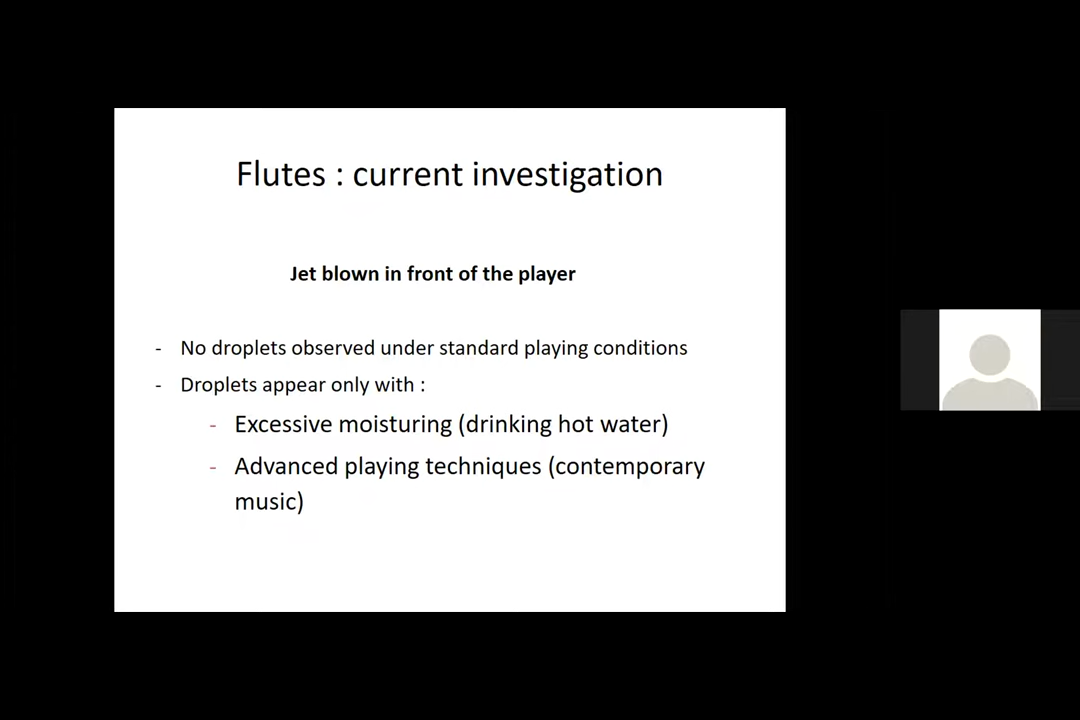 Flutes : current investigation
Jet blown in front of the player
- No droplets observed under standard playing conditions
- Droplets appear only with :
- Excessive moisturing (drinking hot water)
- Advanced playing techniques (contemporary
music)